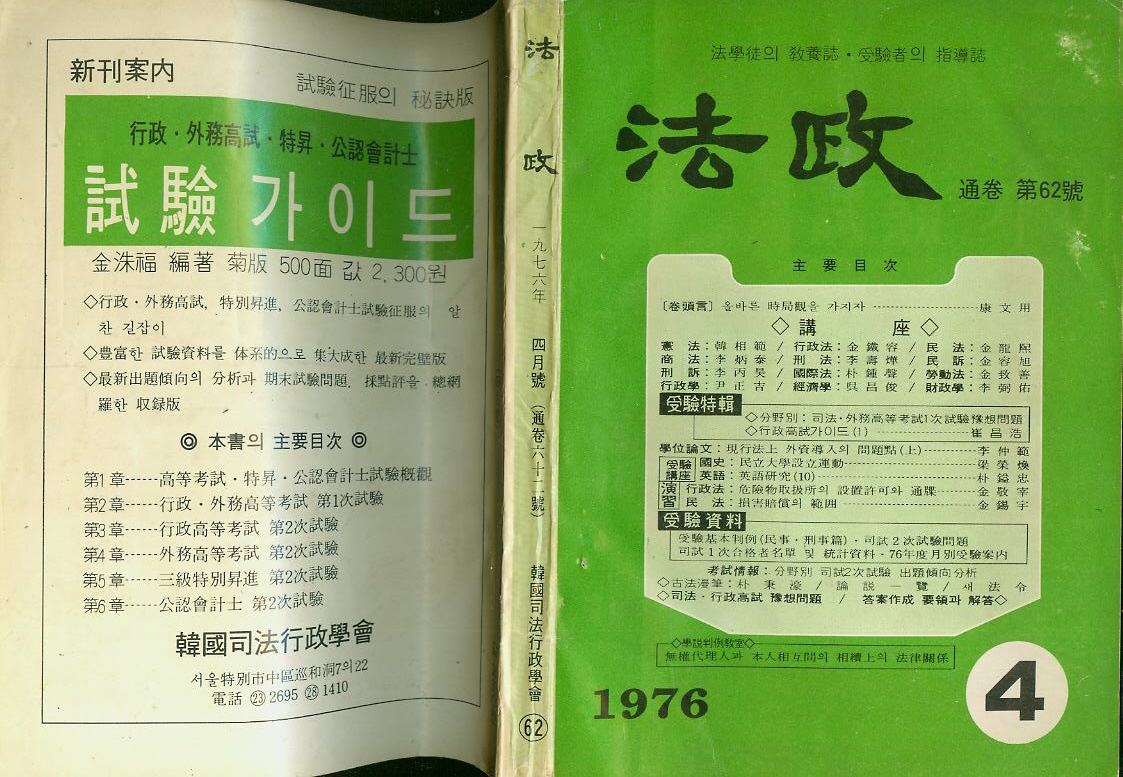 新刊案内
試驗征服의 秘訣版
行政·外務高試·特昇·公認會計士
試驗 가이드
金洙福 編著 菊版 500面 값 2,300원
◇行政·外務高試, 特別昇進, 公認會計士試驗征服의 알
찬 길잡이
◇豊富한 試驗資料를 体系的으로 集大成한 最新完璧版
◇最新出題傾向의 分析과 期末試驗問題, 採點評을 總網
羅한 収録版
◎ 本書의 主要目次 ◎
第1章------高等考試·特昇·公認會計士試驗概觀
第2章------行政·外務高等考試 第1次試驗
第3章------行政高等考試 第2次試驗
第4章------外務高等考試 第2次試驗
第5章------三級特別昇進 第2次試驗
第6章------公認會計士 第2次試驗
韓國司法行政學會
서울特別市中區巡和洞7의22
電話 ㉓2695 ㉘1410
法 政 一九七六年 四月號 (通卷六十二號) 韓國司法行政學會 62
法學徒의 敎養誌·受驗者의 指導誌
法政
通卷 第62號
主要目次
〔卷頭言〕올바른 時局觀을 가지자 ------------康文用
◇講 座◇
憲 法:韓相範/行政法:金鐵容/民 法:金龍熙
商 法:李炳泰/刑 法:李壽燁/民 訴:金容旭
刑 訴:李丙昊/國際法:朴鍾聲/勞動法:金致善
行政學:尹正吉/經濟學:吳昌俊/財政學:李弼佑
受驗特輯
◇分野別:司法·外務高等考試1次試驗豫想問題
◇行政高試가이드(1)------------崔昌浩
學位論文:現行法上 外資導入의 問題點(上)------李仲範
受驗講座 國史:民立大學設立運動------------梁榮煥
英語:英語硏究(10)------------朴鎰忠
演習 行政法:危險物取扱所의 設置許可와 通牒----金敬宰
民 法:損害賠償의 範囲------------金錫宇
受驗資料
受驗基本判例(民事·刑事篇)·司試2次試驗問題
司試1次合格者名單 및 統計資料·76年度月別受驗案内
考試情報:分野別 司試2次試驗 出題傾向分析
◇古法漫筆:朴秉濠/論說一覽/새法令
◇司法·行政高試 豫想問題 / 答案作成 要領과 解答◇
◇學說判例敎室◇
無權代理人과 本人相互間의 相續上의 法律關係
1976
4